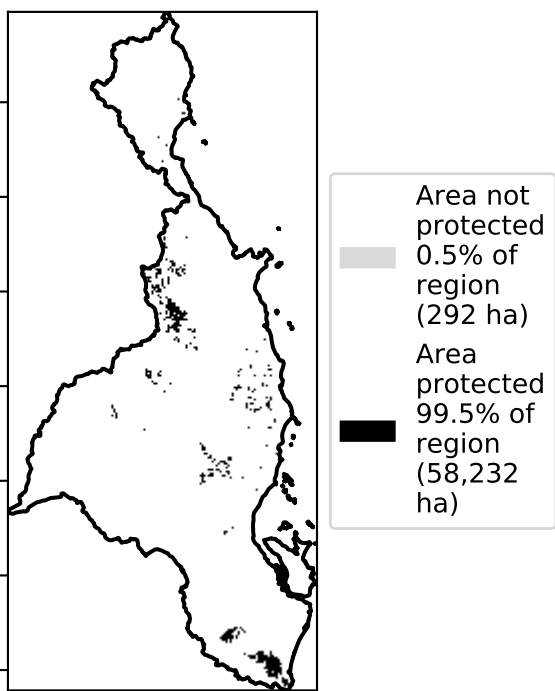 Area not
protected
0.5% of
region
(292 ha)
Area
protected
99.5% of
region
(58,232
ha)